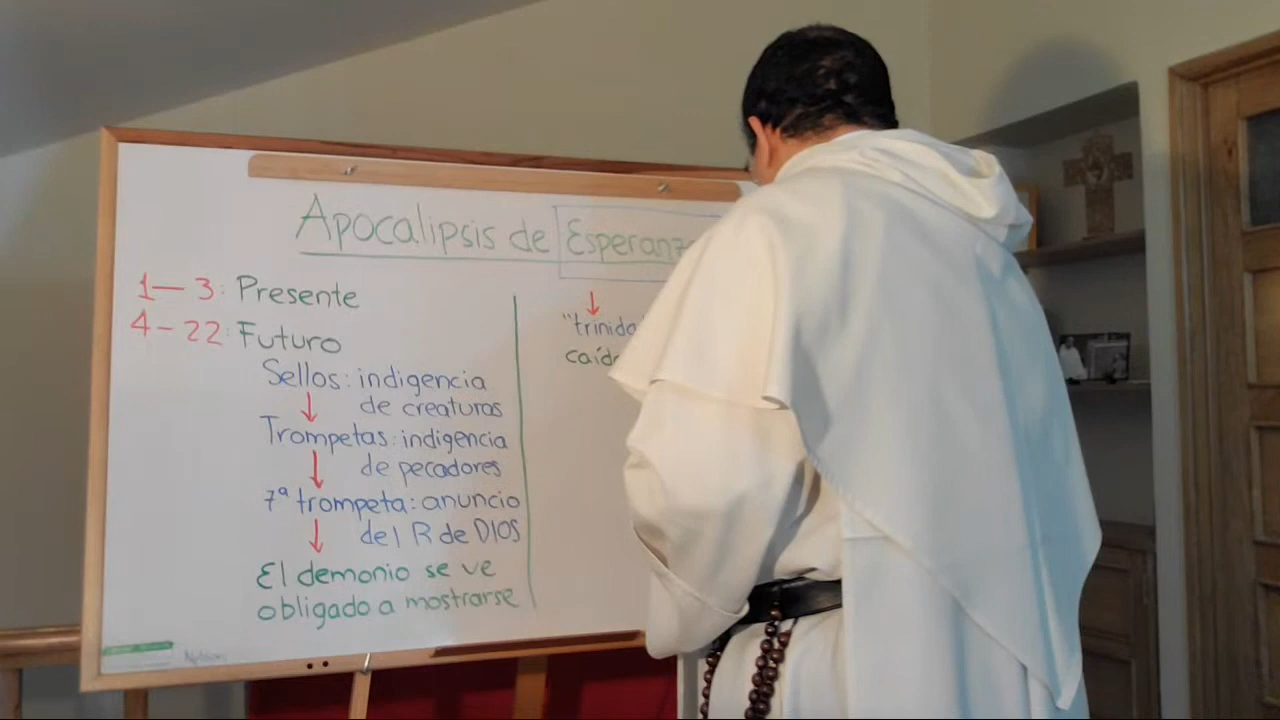 Apocalipsis de Esperanz
1–3: Presente
4–22: Futuro
Sellos: indigencia
de creaturas
↓
Trompetas: indigencia
de pecadores
↓
7ª trompeta: anuncio
del R de DIOS
↓
El demonio se ve
obligado a mostrarse
↓
"trinida
caíd